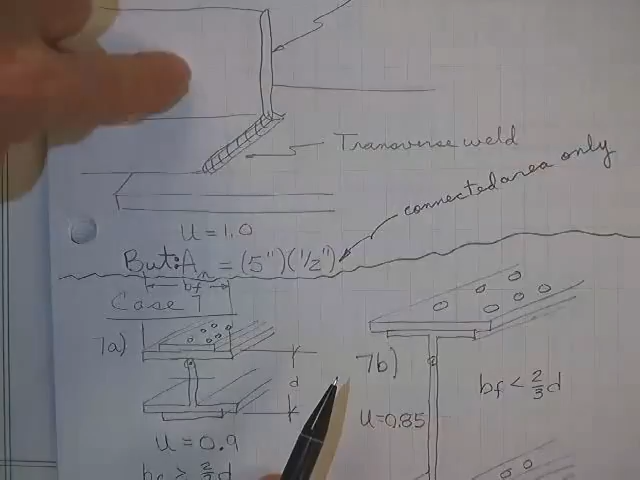 Transverse weld
connected area only
U = 1.0
But: An = (5")(1/2")
bf
Case 7
7a)
d
U = 0.9
bf ≥ 2/3 d
7b)
bf < 2/3 d
U = 0.85